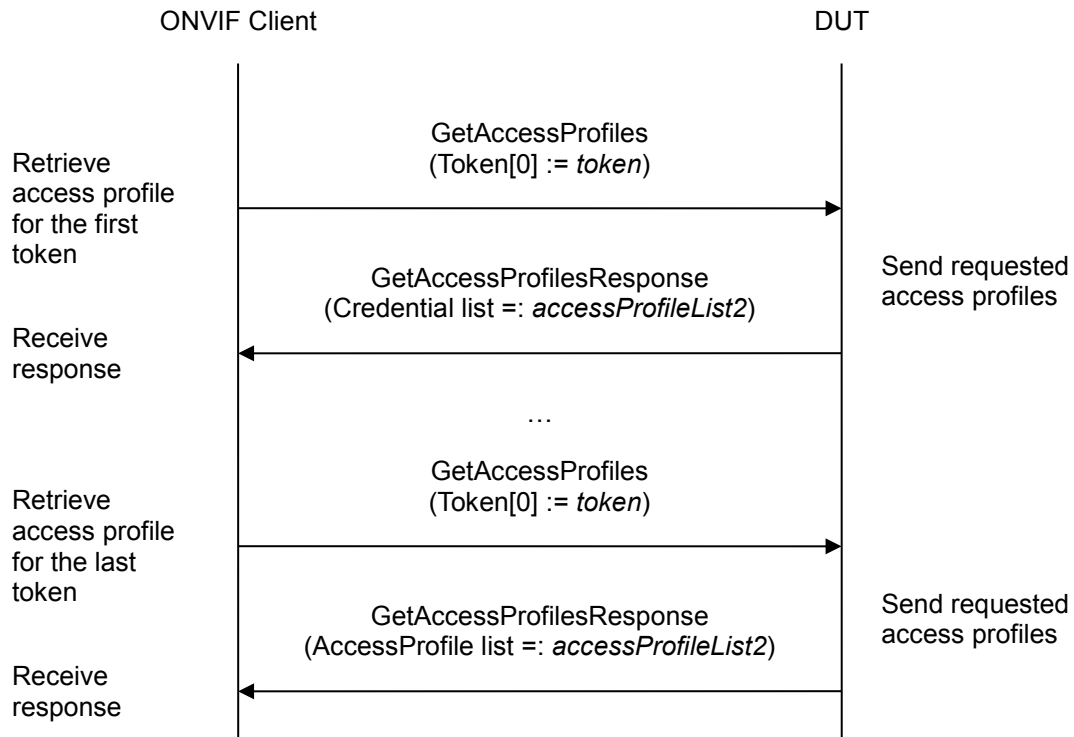 ONVIF Client
DUT
GetAccessProfiles
(Token[0] := token)
Retrieve
access profile
for the first
token
GetAccessProfilesResponse
(Credential list =: accessProfileList2)
Send requested
access profiles
Receive
response
…
GetAccessProfiles
(Token[0] := token)
Retrieve
access profile
for the last
token
GetAccessProfilesResponse
(AccessProfile list =: accessProfileList2)
Send requested
access profiles
Receive
response